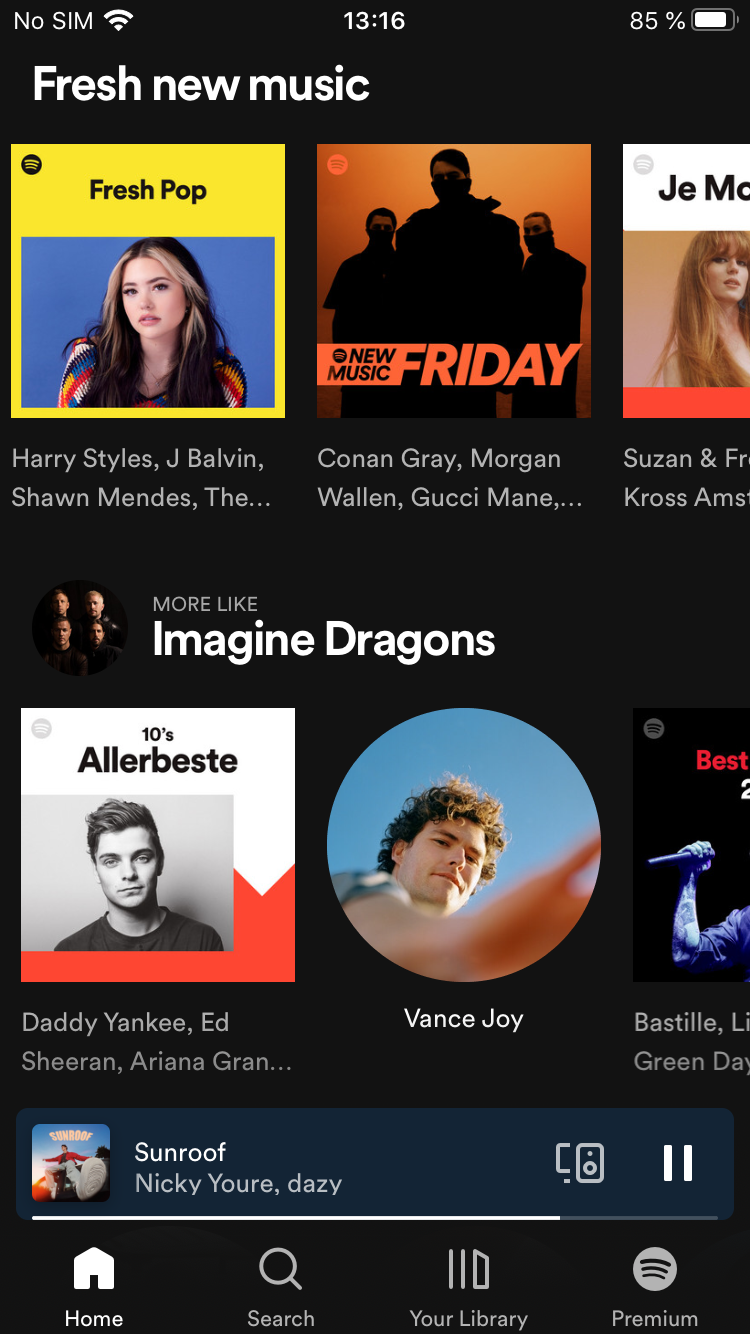 No SIM 13:16 85 %
Fresh new music
Fresh Pop
Je Mo
NEW
MUSIC FRIDAY
Harry Styles, J Balvin,
Shawn Mendes, The...
Conan Gray, Morgan
Wallen, Gucci Mane,...
Suzan & Fr
Kross Amst
MORE LIKE
Imagine Dragons
10's
Allerbeste
Best
2
Daddy Yankee, Ed
Sheeran, Ariana Gran...
Vance Joy
Bastille, Li
Green Day
SUNROOF
Sunroof
Nicky Youre, dazy
Home
Search
Your Library
Premium